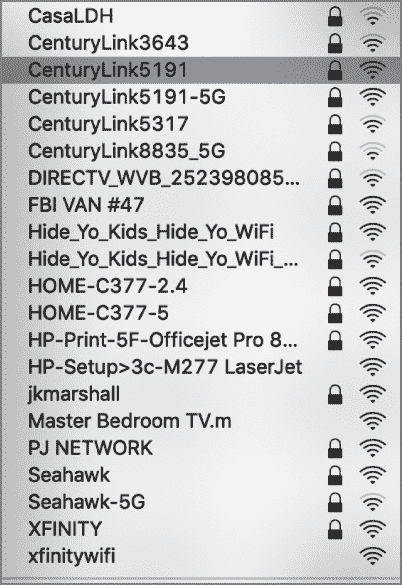 CasaLDH
CenturyLink3643
CenturyLink5191
CenturyLink5191-5G
CenturyLink5317
CenturyLink8835_5G
DIRECTV_WVB_252398085...
FBI VAN #47
Hide_Yo_Kids_Hide_Yo_WiFi
Hide_Yo_Kids_Hide_Yo_WiFi_...
HOME-C377-2.4
HOME-C377-5
HP-Print-5F-Officejet Pro 8...
HP-Setup>3c-M277 LaserJet
jkmarshall
Master Bedroom TV.m
PJ NETWORK
Seahawk
Seahawk-5G
XFINITY
xfinitywifi